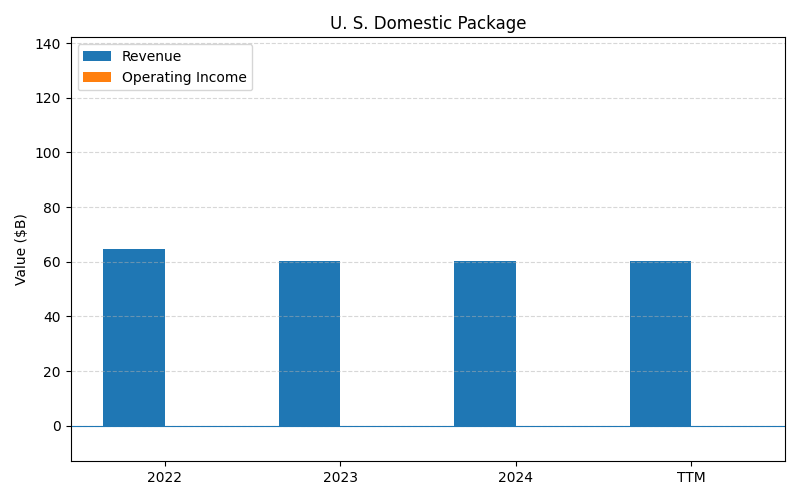 U. S. Domestic Package
Revenue
Operating Income
Value ($B)
140
120
100
80
60
40
20
0
2022 2023 2024 TTM